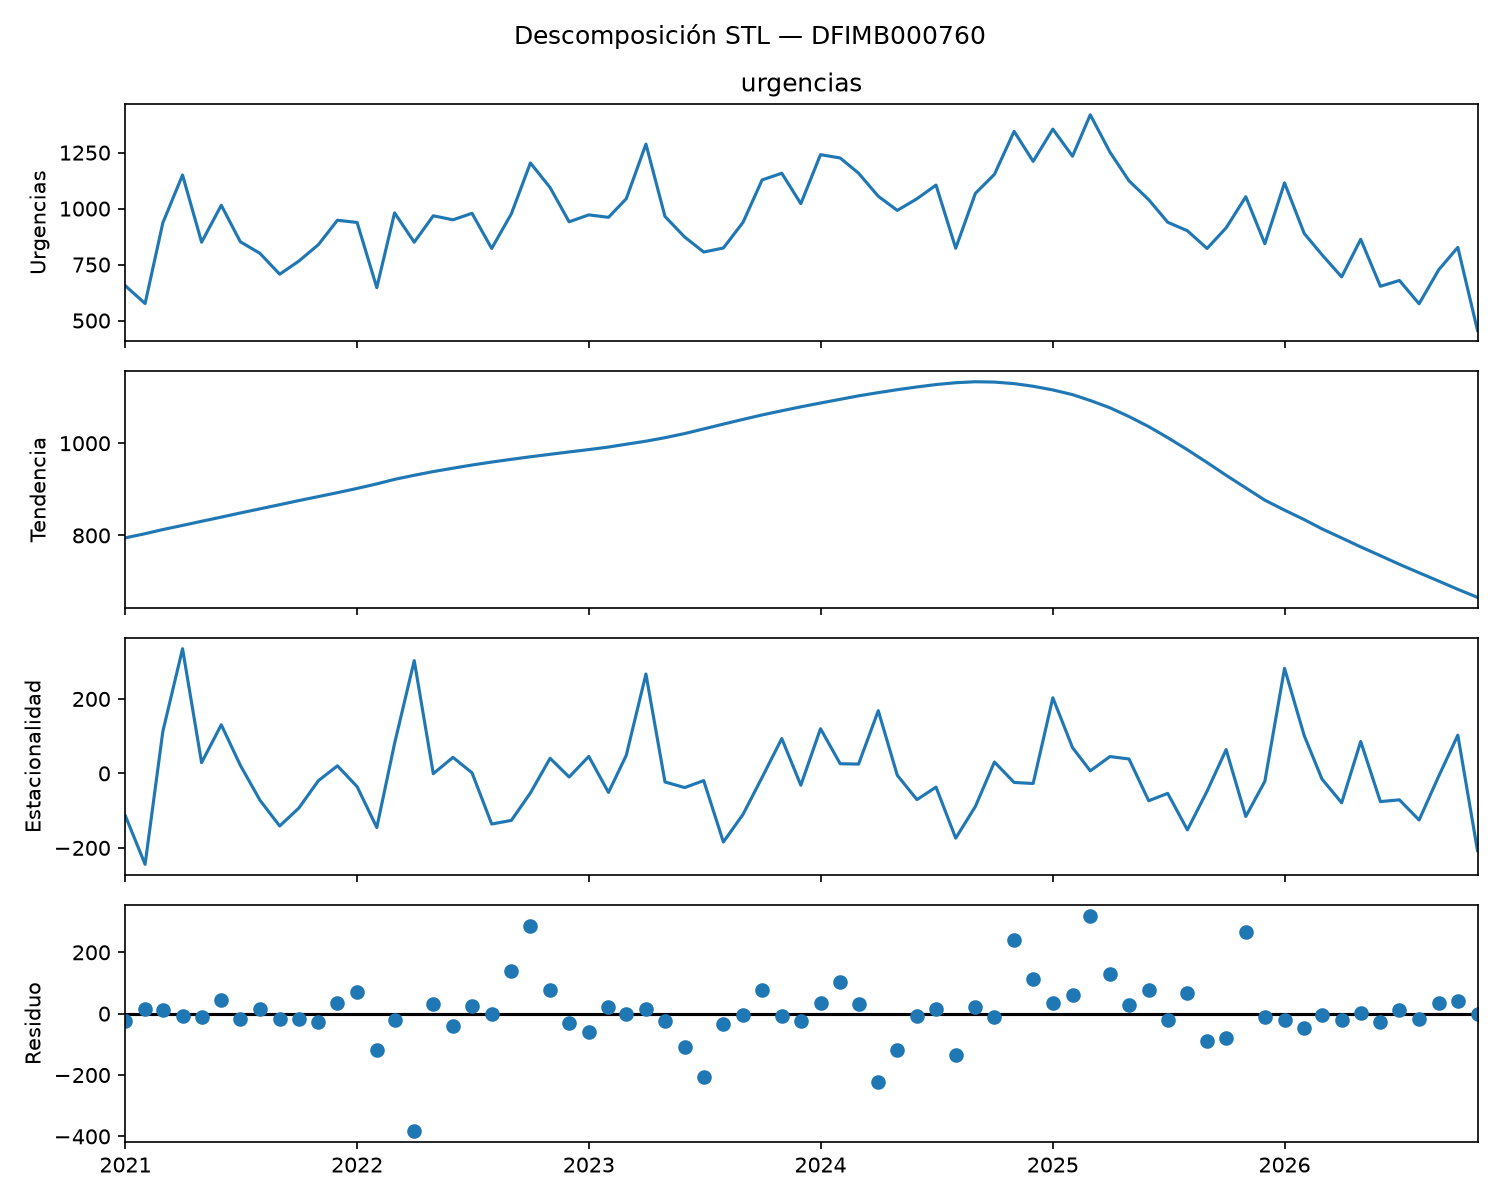 Descomposición STL — DFIMB000760
urgencias
Urgencias
1250
1000
750
500
Tendencia
1000
800
Estacionalidad
200
0
−200
Residuo
200
0
−200
−400
2021 2022 2023 2024 2025 2026